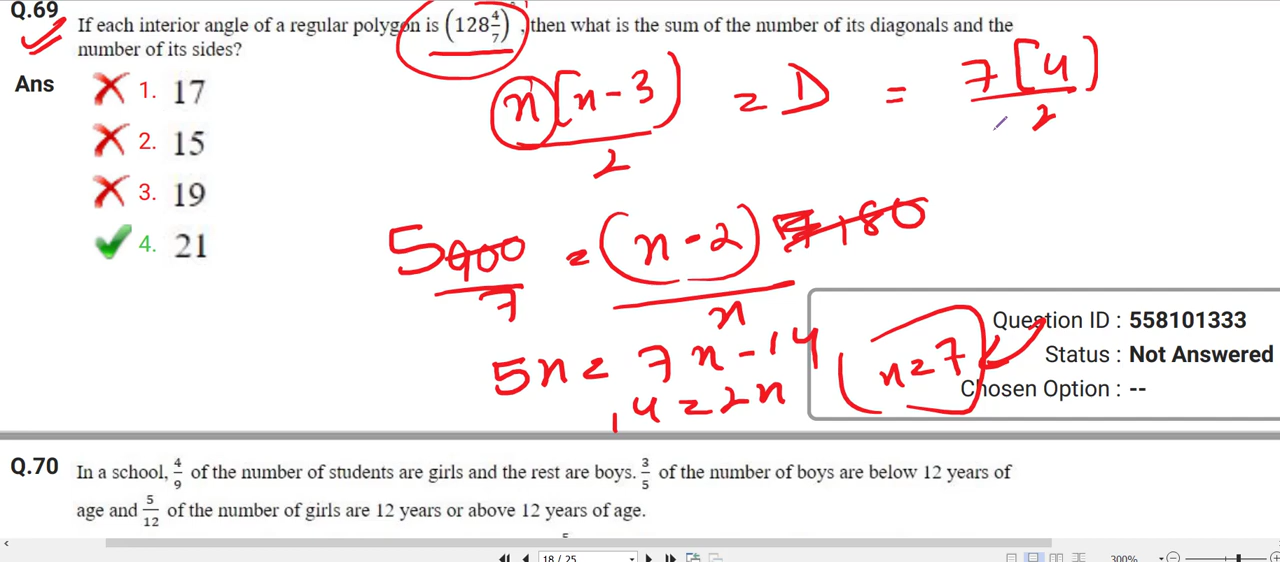 Q.69
If each interior angle of a regular polygon is (128 4/7)°, then what is the sum of the number of its diagonals and the
number of its sides?
Ans
1. 17
2. 15
3. 19
4. 21
n[n-3)/2 = D = 7[4)/2
5 900/7 = (n-2) 7 180/n
5n = 7n-14
14 = 2n
n=7
Question ID : 558101333
Status : Not Answered
Chosen Option : --
Q.70
In a school, 4/9 of the number of students are girls and the rest are boys. 3/5 of the number of boys are below 12 years of
age and 5/12 of the number of girls are 12 years or above 12 years of age.
18 / 25
300%